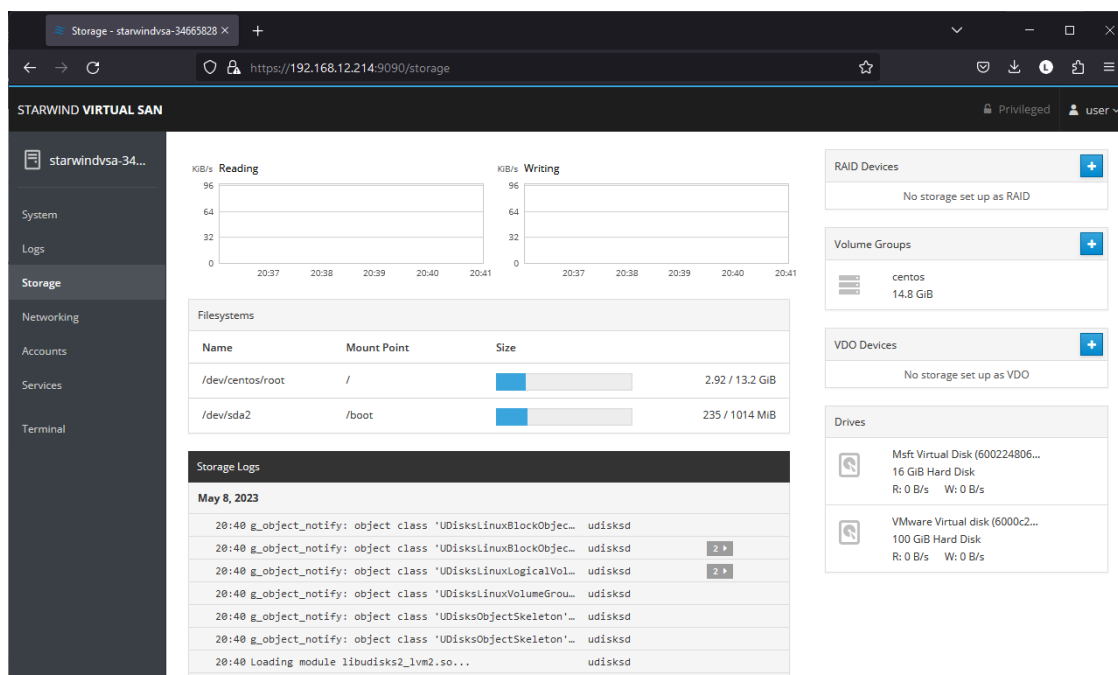 Storage - starwindvsa-34665828
https://192.168.12.214:9090/storage
L
STARWIND VIRTUAL SAN
Privileged
user
starwindvsa-34...
System
Logs
Storage
Networking
Accounts
Services
Terminal
KiB/s Reading
96
64
32
0
20:37 20:38 20:39 20:40 20:41
KiB/s Writing
96
64
32
0
20:37 20:38 20:39 20:40 20:41
Filesystems
Name Mount Point Size
/dev/centos/root / 2.92 / 13.2 GiB
/dev/sda2 /boot 235 / 1014 MiB
Storage Logs
May 8, 2023
20:40 g_object_notify: object class 'UDisksLinuxBlockObjec… udisksd
20:40 g_object_notify: object class 'UDisksLinuxBlockObjec… udisksd 2
20:40 g_object_notify: object class 'UDisksLinuxLogicalVol… udisksd 2
20:40 g_object_notify: object class 'UDisksLinuxVolumeGrou… udisksd
20:40 g_object_notify: object class 'UDisksObjectSkeleton'… udisksd
20:40 g_object_notify: object class 'UDisksObjectSkeleton'… udisksd
20:40 Loading module libudisks2_lvm2.so... udisksd
RAID Devices
No storage set up as RAID
Volume Groups
centos
14.8 GiB
VDO Devices
No storage set up as VDO
Drives
Msft Virtual Disk (600224806...
16 GiB Hard Disk
R: 0 B/s W: 0 B/s
VMware Virtual disk (6000c2...
100 GiB Hard Disk
R: 0 B/s W: 0 B/s